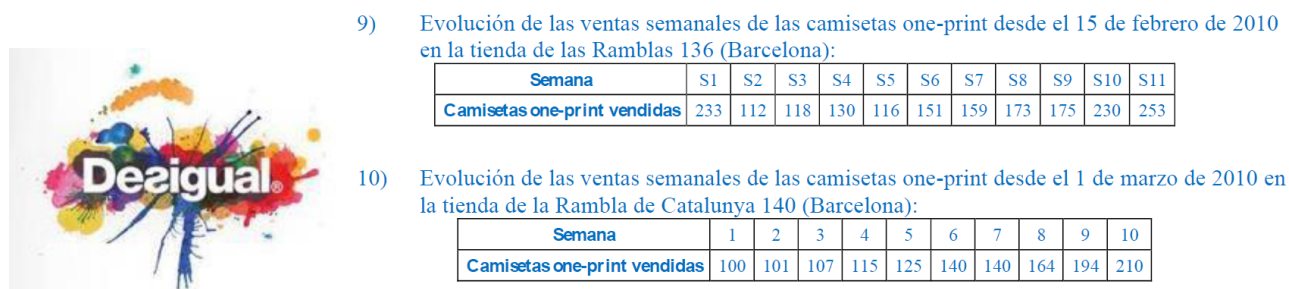 9) Evolución de las ventas semanales de las camisetas one-print desde el 15 de febrero de 2010
en la tienda de las Ramblas 136 (Barcelona):
Semana S1 S2 S3 S4 S5 S6 S7 S8 S9 S10 S11
Camisetas one-print vendidas 233 112 118 130 116 151 159 173 175 230 253
Desigual®
10) Evolución de las ventas semanales de las camisetas one-print desde el 1 de marzo de 2010 en
la tienda de la Rambla de Catalunya 140 (Barcelona):
Semana 1 2 3 4 5 6 7 8 9 10
Camisetas one-print vendidas 100 101 107 115 125 140 140 164 194 210